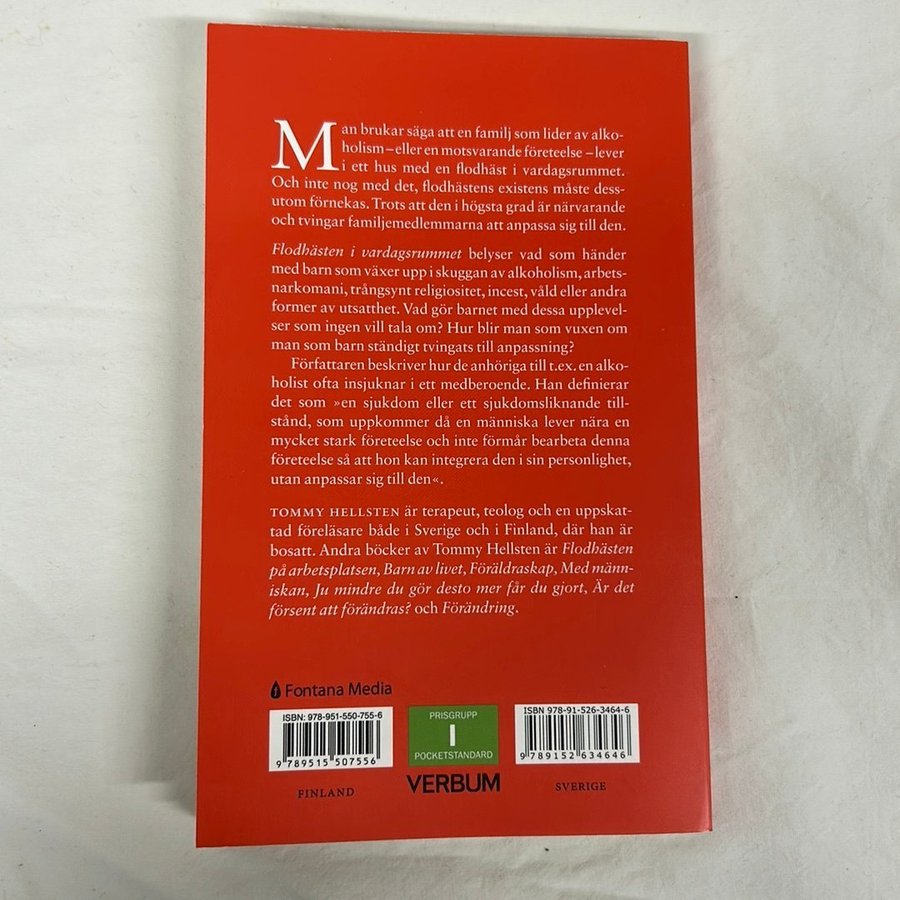 Man brukar säga att en familj som lider av alko-
holism – eller en motsvarande företeelse – lever
i ett hus med en flodhäst i vardagsrummet.
Och inte nog med det, flodhästens existens måste dess-
utom förnekas. Trots att den i högsta grad är närvarande
och tvingar familjemedlemmarna att anpassa sig till den.
Flodhästen i vardagsrummet belyser vad som händer
med barn som växer upp i skuggan av alkoholism, arbets-
narkomani, trångsynt religiositet, incest, våld eller andra
former av utsatthet. Vad gör barnet med dessa upplevel-
ser som ingen vill tala om? Hur blir man som vuxen om
man som barn ständigt tvingats till anpassning?
Författaren beskriver hur de anhöriga till t.ex. en alko-
holist ofta insjuknar i ett medberoende. Han definierar
det som »en sjukdom eller ett sjukdomsliknande till-
stånd, som uppkommer då en människa lever nära en
mycket stark företeelse och inte förmår bearbeta denna
företeelse så att hon kan integrera den i sin personlighet,
utan anpassar sig till den«.
TOMMY HELLSTEN är terapeut, teolog och en uppskat-
tad föreläsare både i Sverige och i Finland, där han är
bosatt. Andra böcker av Tommy Hellsten är Flodhästen
på arbetsplatsen, Barn av livet, Föräldraskap, Med männ-
iskan, Ju mindre du gör desto mer får du gjort, Är det
försent att förändras? och Förändring.
Fontana Media
ISBN: 978-951-550-755-6
9 789515 507556
FINLAND
PRISGRUPP
I
POCKETSTANDARD
VERBUM
ISBN 978-91-526-3464-6
9 789152 634646
SVERIGE